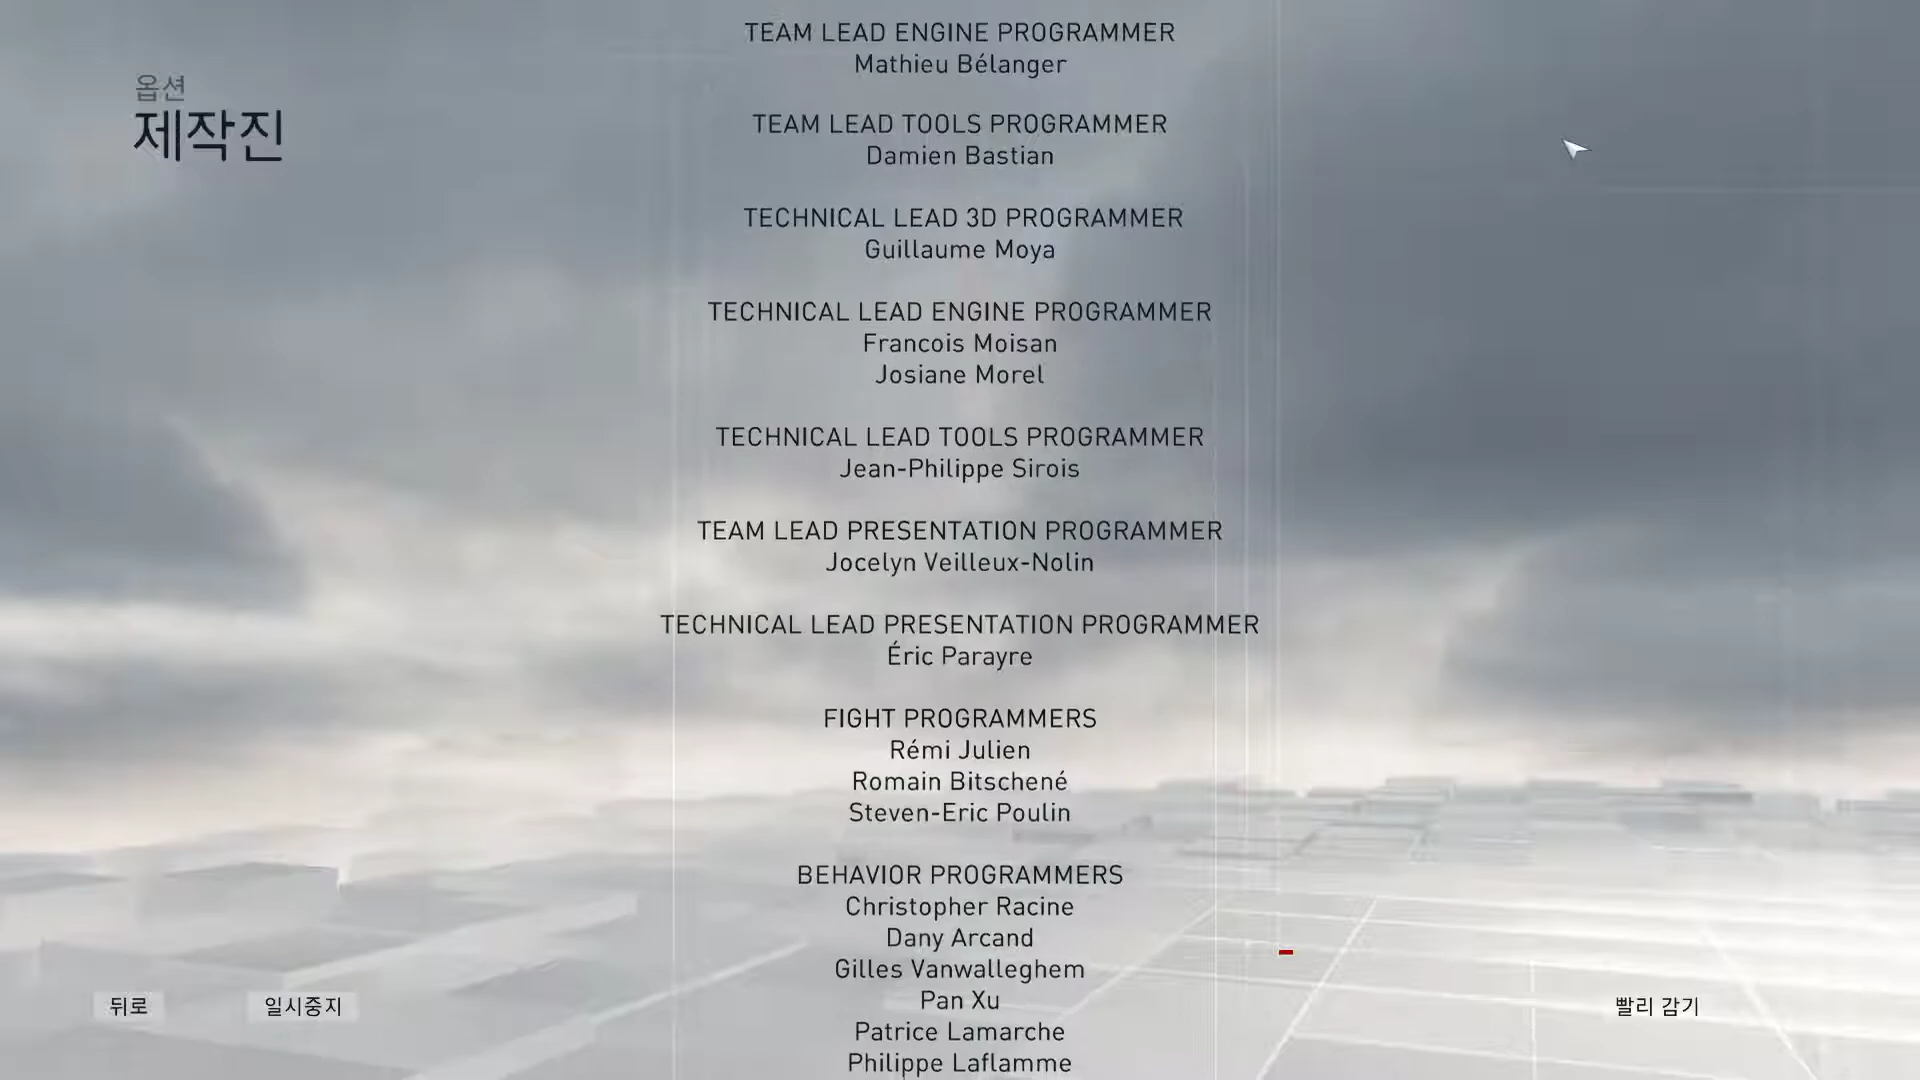 옵션
제작진
TEAM LEAD ENGINE PROGRAMMER
Mathieu Bélanger
TEAM LEAD TOOLS PROGRAMMER
Damien Bastian
TECHNICAL LEAD 3D PROGRAMMER
Guillaume Moya
TECHNICAL LEAD ENGINE PROGRAMMER
Francois Moisan
Josiane Morel
TECHNICAL LEAD TOOLS PROGRAMMER
Jean-Philippe Sirois
TEAM LEAD PRESENTATION PROGRAMMER
Jocelyn Veilleux-Nolin
TECHNICAL LEAD PRESENTATION PROGRAMMER
Éric Parayre
FIGHT PROGRAMMERS
Rémi Julien
Romain Bitschené
Steven-Eric Poulin
BEHAVIOR PROGRAMMERS
Christopher Racine
Dany Arcand
Gilles Vanwalleghem
Pan Xu
Patrice Lamarche
Philippe Laflamme
뒤로
일시중지
빨리 감기